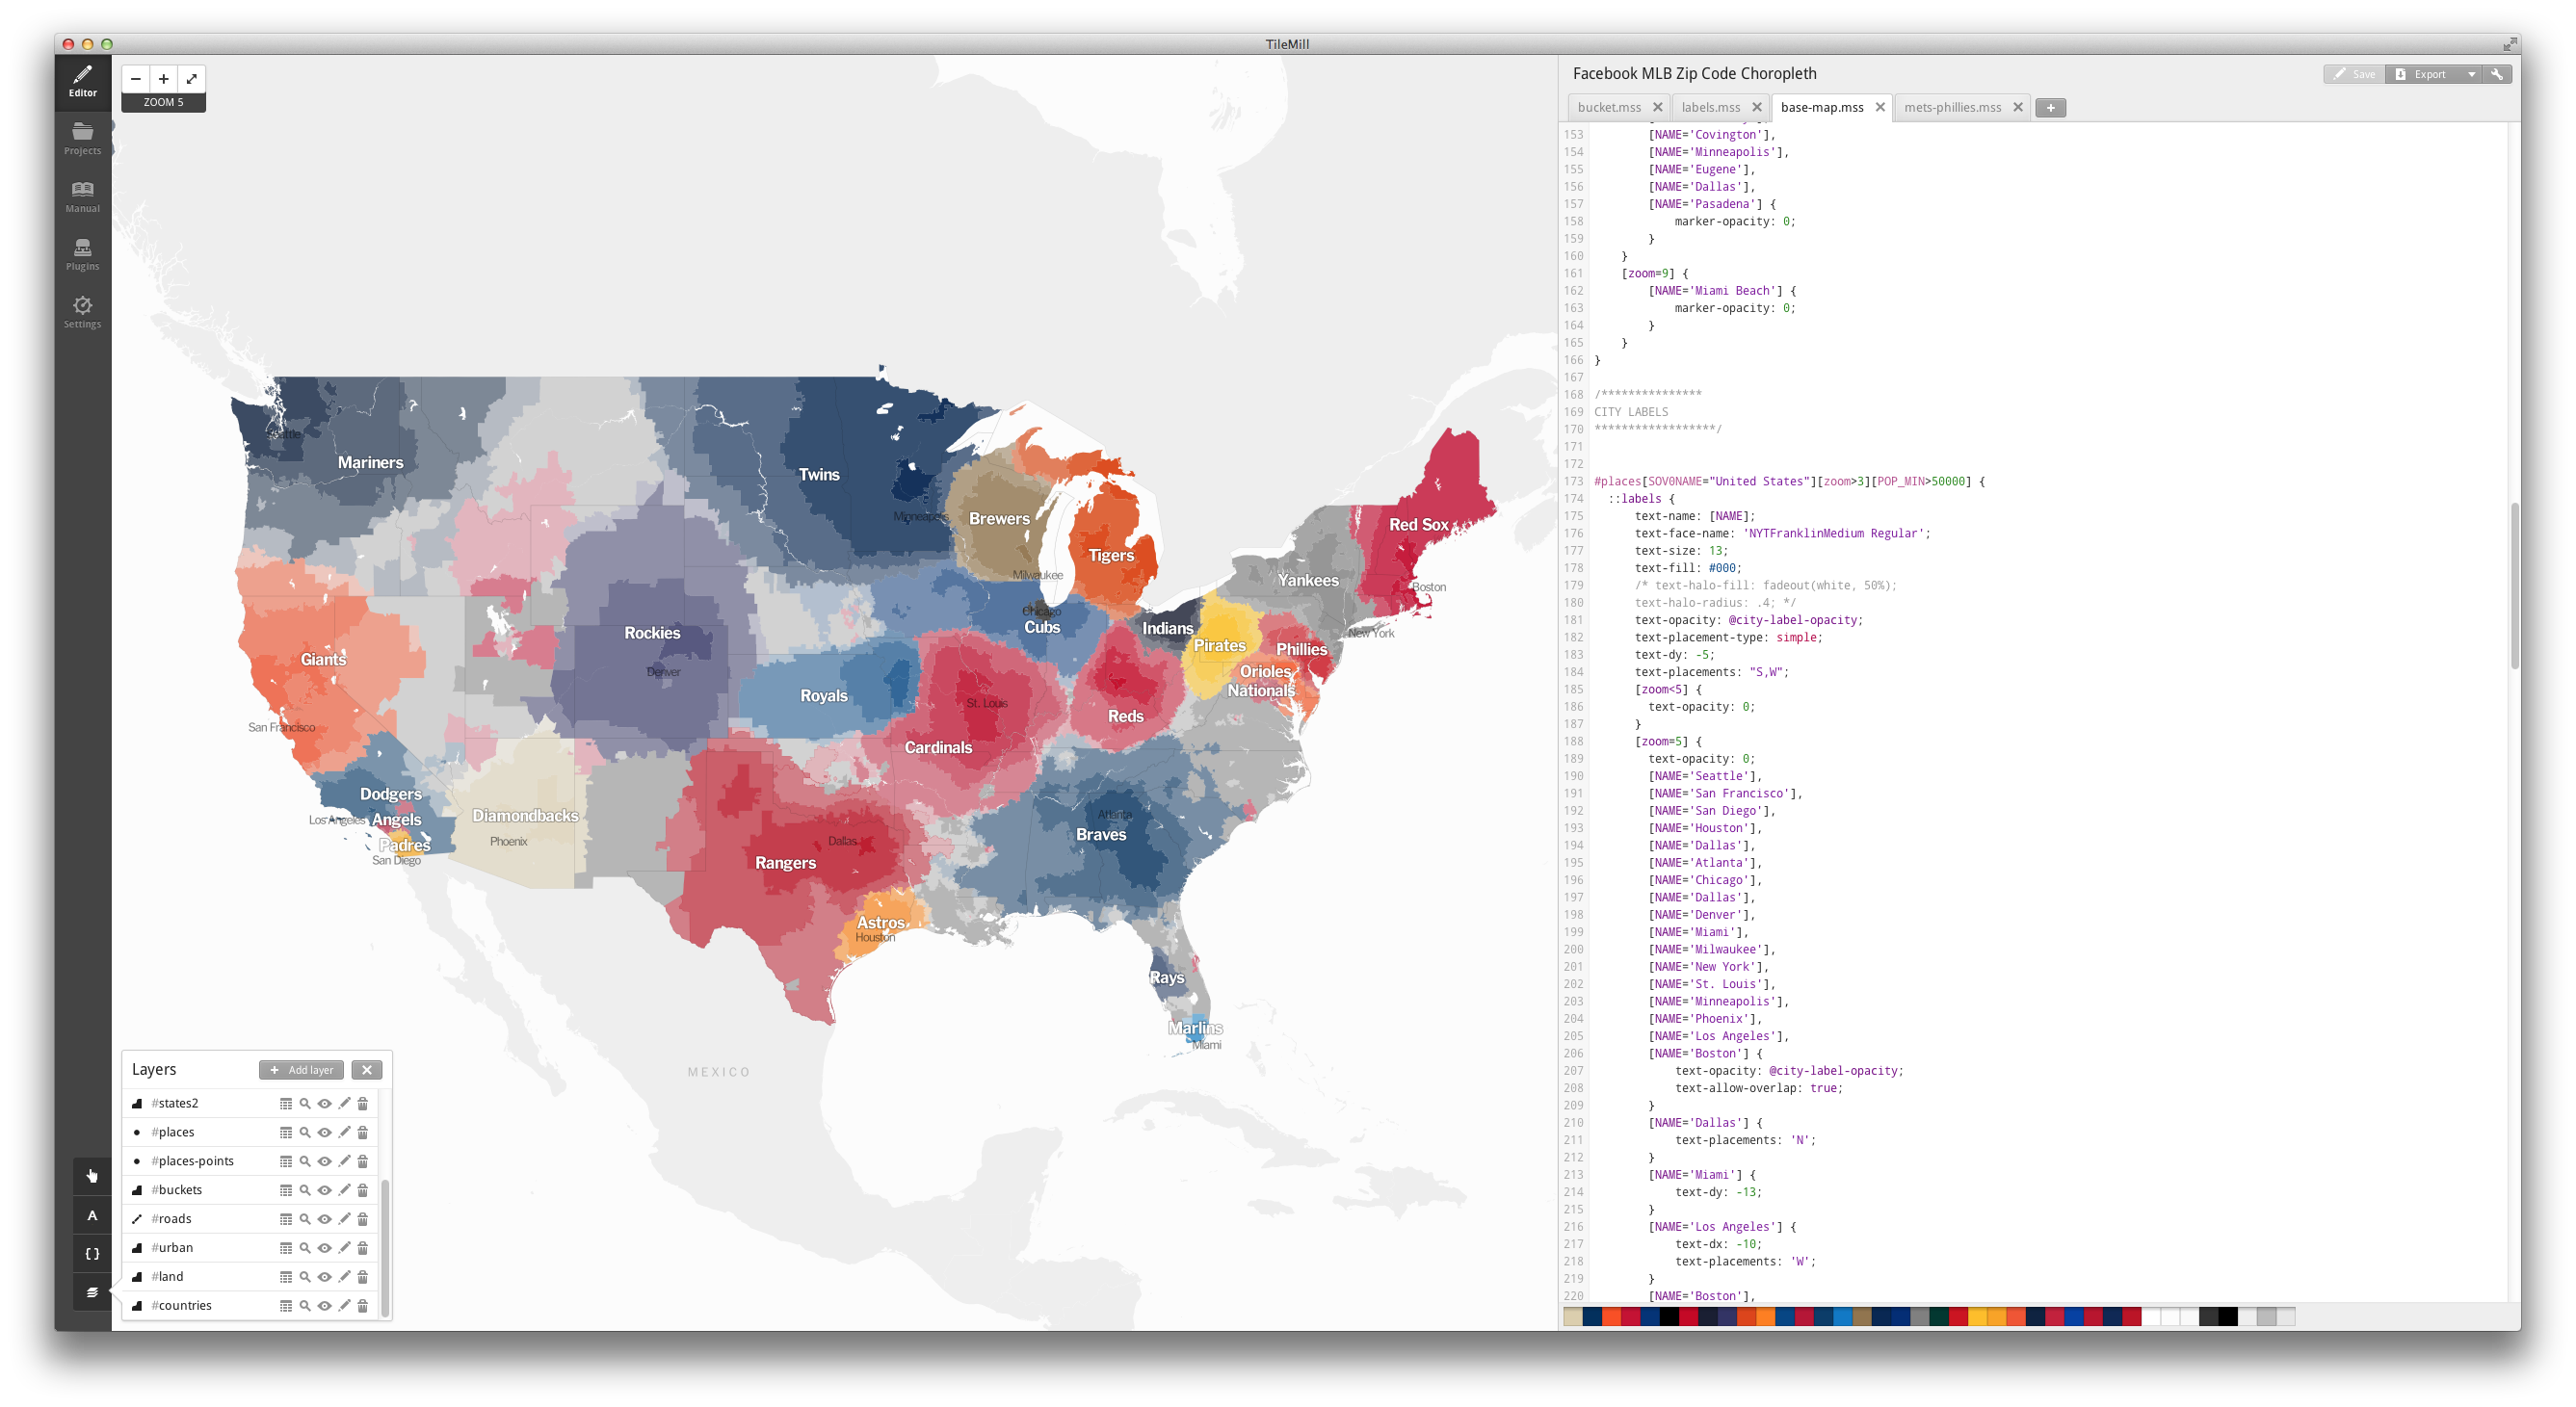 TileMill
Editor
Projects
Manual
Plugins
Settings
ZOOM 5
Seattle
Mariners
Twins
Minneapolis
Brewers
Milwaukee
Tigers
Red Sox
Boston
Yankees
New York
Chicago
Cubs
Indians
Pirates
Phillies
Orioles
Nationals
Rockies
Denver
Giants
San Francisco
Royals
St. Louis
Cardinals
Reds
Dodgers
Los Angeles
Angels
Padres
San Diego
Diamondbacks
Phoenix
Dallas
Rangers
Atlanta
Braves
Astros
Houston
Rays
Marlins
Miami
MEXICO
Layers
+ Add layer
#states2
#places
#places-points
#buckets
#roads
#urban
#land
#countries
A
{ }
Facebook MLB Zip Code Choropleth
Save
Export
bucket.mss
labels.mss
base-map.mss
mets-phillies.mss
153 [NAME='Covington'],
154 [NAME='Minneapolis'],
155 [NAME='Eugene'],
156 [NAME='Dallas'],
157 [NAME='Pasadena'] {
158 marker-opacity: 0;
159 }
160 }
161 [zoom=9] {
162 [NAME='Miami Beach'] {
163 marker-opacity: 0;
164 }
165 }
166 }
167
168 /***************
169 CITY LABELS
170 ******************/
171
172
173 #places[SOV0NAME="United States"][zoom>3][POP_MIN>50000] {
174 ::labels {
175 text-name: [NAME];
176 text-face-name: 'NYTFranklinMedium Regular';
177 text-size: 13;
178 text-fill: #000;
179 /* text-halo-fill: fadeout(white, 50%);
180 text-halo-radius: .4; */
181 text-opacity: @city-label-opacity;
182 text-placement-type: simple;
183 text-dy: -5;
184 text-placements: "S,W";
185 [zoom<5] {
186 text-opacity: 0;
187 }
188 [zoom=5] {
189 text-opacity: 0;
190 [NAME='Seattle'],
191 [NAME='San Francisco'],
192 [NAME='San Diego'],
193 [NAME='Houston'],
194 [NAME='Dallas'],
195 [NAME='Atlanta'],
196 [NAME='Chicago'],
197 [NAME='Dallas'],
198 [NAME='Denver'],
199 [NAME='Miami'],
200 [NAME='Milwaukee'],
201 [NAME='New York'],
202 [NAME='St. Louis'],
203 [NAME='Minneapolis'],
204 [NAME='Phoenix'],
205 [NAME='Los Angeles'],
206 [NAME='Boston'] {
207 text-opacity: @city-label-opacity;
208 text-allow-overlap: true;
209 }
210 [NAME='Dallas'] {
211 text-placements: 'N';
212 }
213 [NAME='Miami'] {
214 text-dy: -13;
215 }
216 [NAME='Los Angeles'] {
217 text-dx: -10;
218 text-placements: 'W';
219 }
220 [NAME='Boston'],